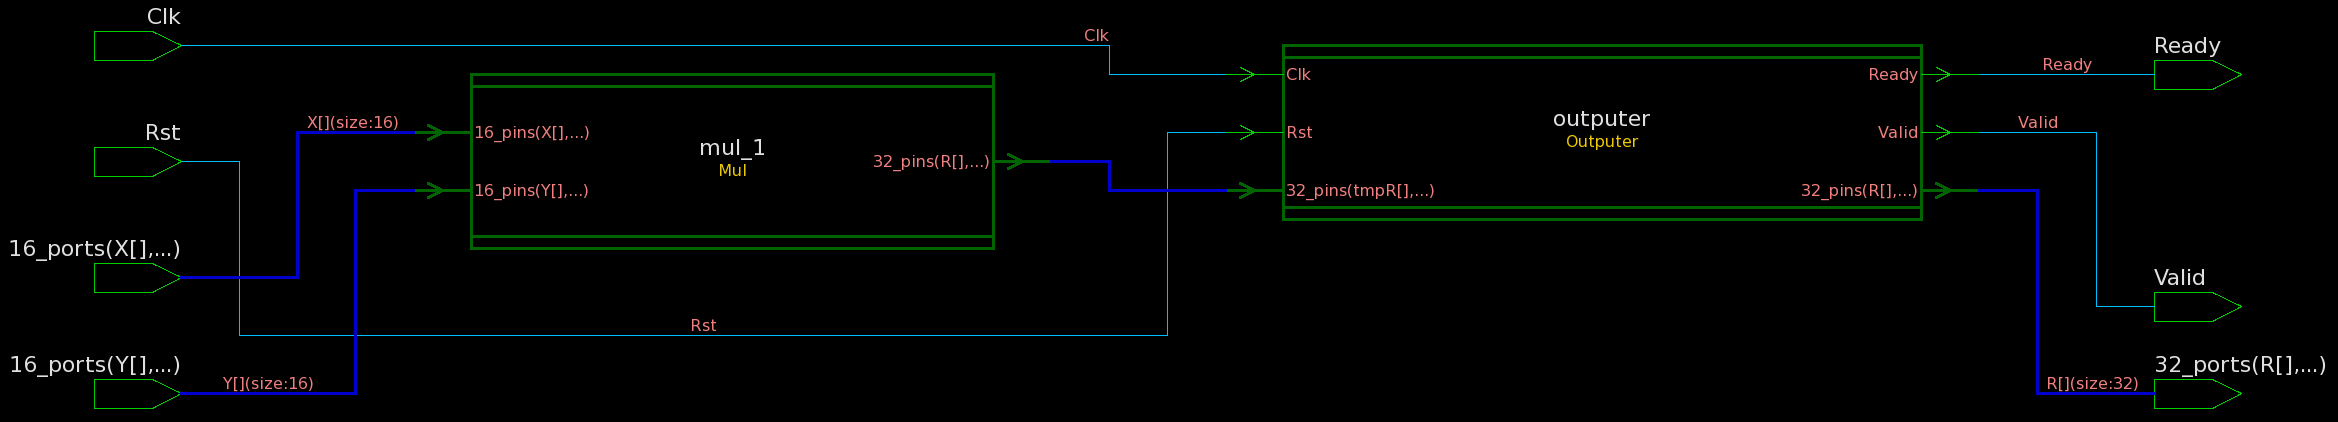 Clk
Clk
Ready
Ready
Clk
Ready
X[](size:16)
outputer
Valid
Rst
16_pins(X[],...)
Rst
Valid
mul_1
Outputer
Mul
32_pins(R[],...)
16_pins(Y[],...)
32_pins(tmpR[],...)
32_pins(R[],...)
16_ports(X[],...)
Valid
Rst
16_ports(Y[],...)
32_ports(R[],...)
Y[](size:16)
R[](size:32)